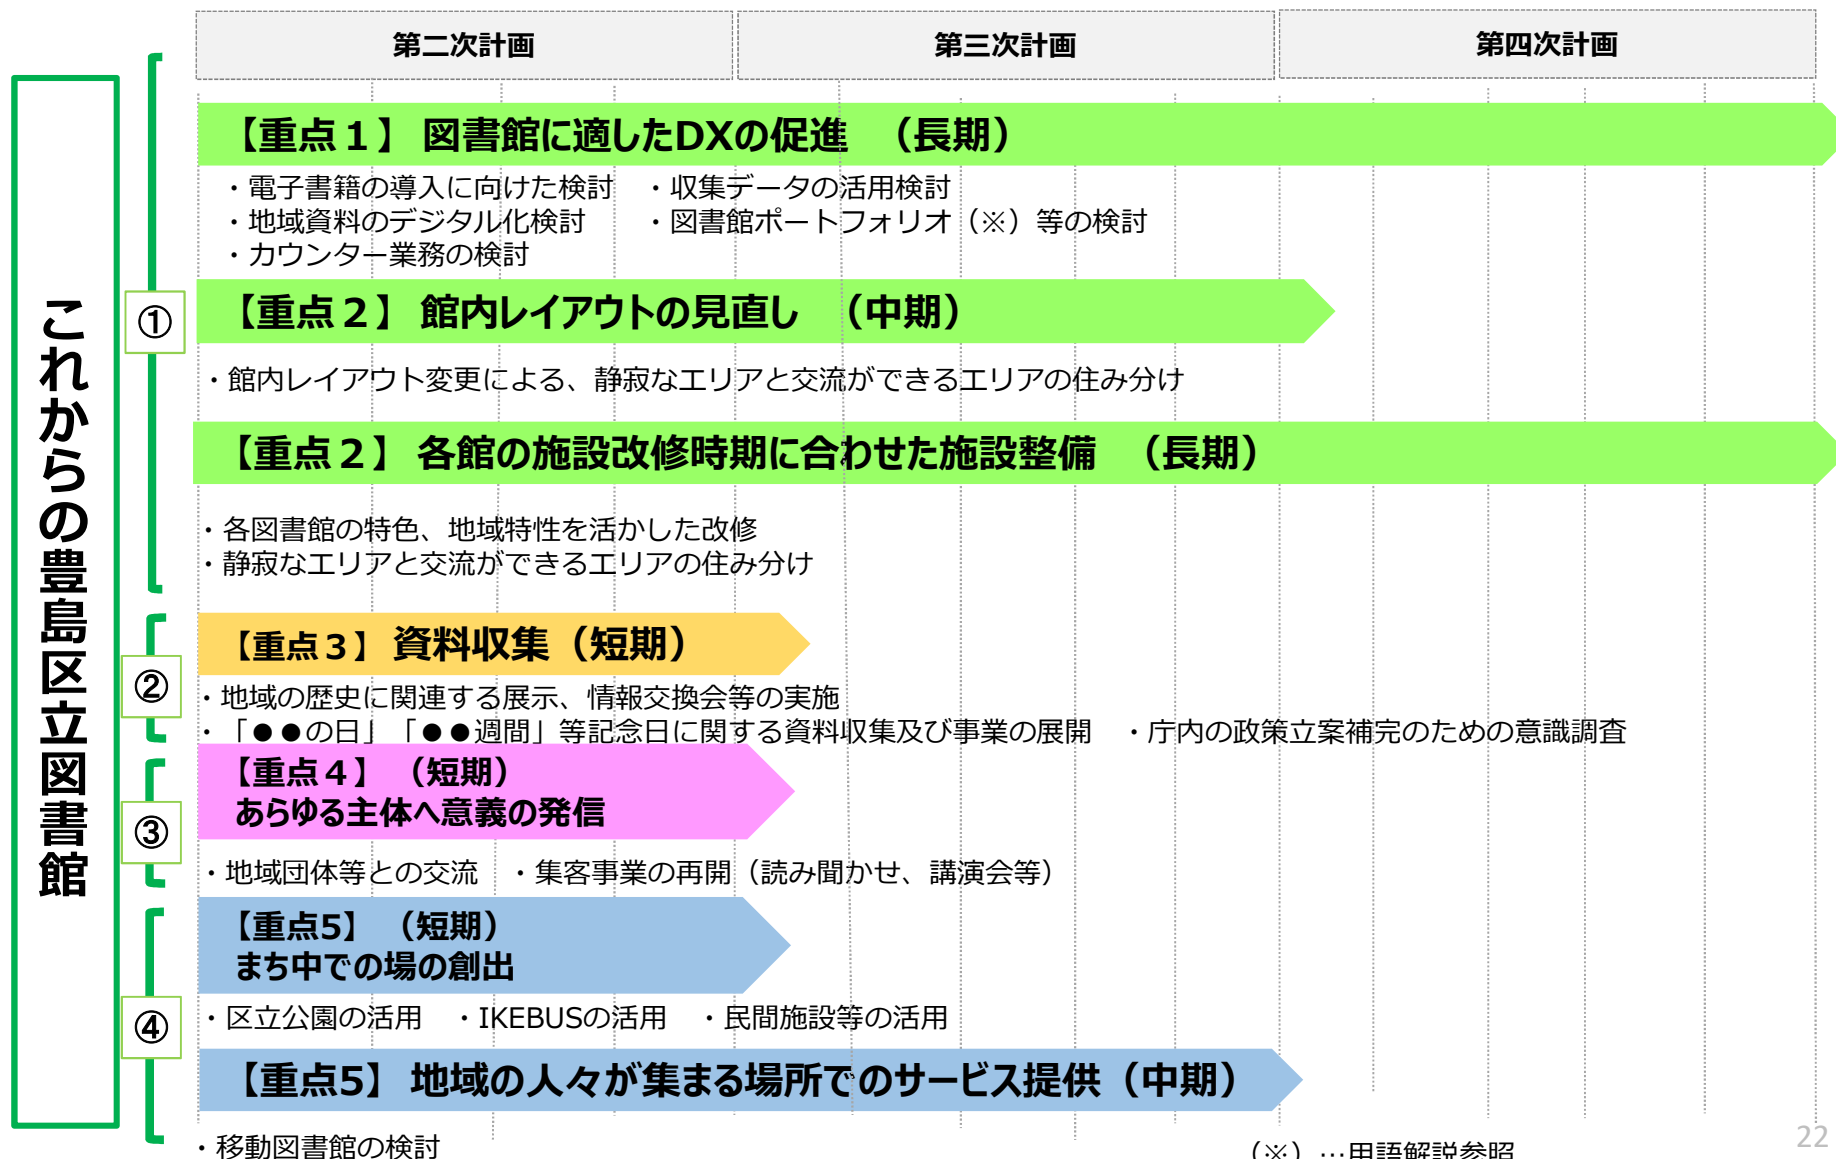 第二次計画
第三次計画
第四次計画
これからの豊島区立図書館
①
【重点１】 図書館に適したDXの促進 （長期）
・電子書籍の導入に向けた検討 ・収集データの活用検討
・地域資料のデジタル化検討 ・図書館ポートフォリオ（※）等の検討
・カウンター業務の検討
【重点２】 館内レイアウトの見直し （中期）
・館内レイアウト変更による、静寂なエリアと交流ができるエリアの住み分け
【重点２】 各館の施設改修時期に合わせた施設整備 （長期）
・各図書館の特色、地域特性を活かした改修
・静寂なエリアと交流ができるエリアの住み分け
②
【重点３】 資料収集（短期）
・地域の歴史に関連する展示、情報交換会等の実施
・「●●の日」「●●週間」等記念日に関する資料収集及び事業の展開 ・庁内の政策立案補完のための意識調査
③
【重点４】 （短期）
あらゆる主体へ意義の発信
・地域団体等との交流 ・集客事業の再開（読み聞かせ、講演会等）
④
【重点5】 （短期）
まち中での場の創出
・区立公園の活用 ・IKEBUSの活用 ・民間施設等の活用
【重点5】 地域の人々が集まる場所でのサービス提供（中期）
・移動図書館の検討
（※）…用語解説参照
22